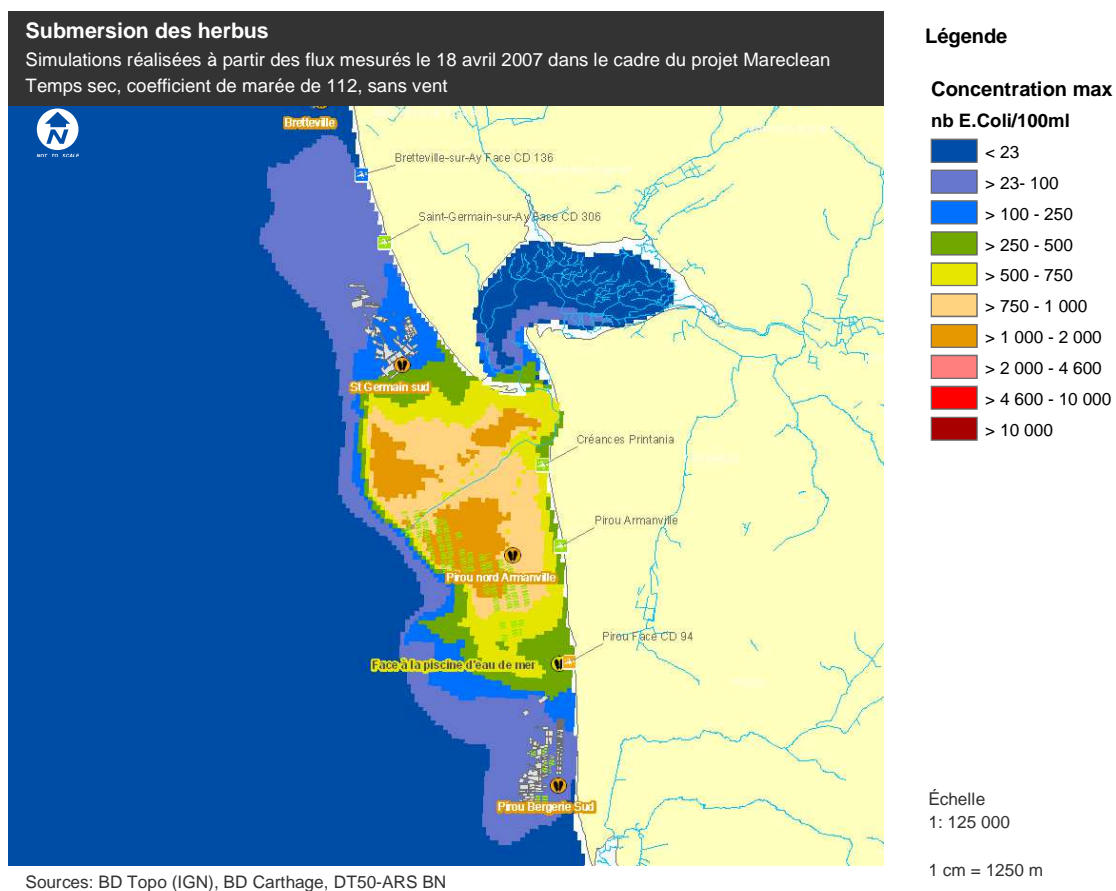 Submersion des herbus
Simulations réalisées à partir des flux mesurés le 18 avril 2007 dans le cadre du projet Mareclean
Temps sec, coefficient de marée de 112, sans vent
N
NOT TO SCALE
Bretteville
Bretteville-sur-Ay Face CD 136
Saint-Germain-sur-Ay Face CD 306
St Germain sud
Créances Printania
Pirou Armanville
Pirou nord Armanville
Pirou Face CD 94
Face à la piscine d'eau de mer
Pirou Bergerie Sud
Sources: BD Topo (IGN), BD Carthage, DT50-ARS BN
Légende
Concentration max
nb E.Coli/100ml
< 23
> 23- 100
> 100 - 250
> 250 - 500
> 500 - 750
> 750 - 1 000
> 1 000 - 2 000
> 2 000 - 4 600
> 4 600 - 10 000
> 10 000
Échelle
1: 125 000
1 cm = 1250 m